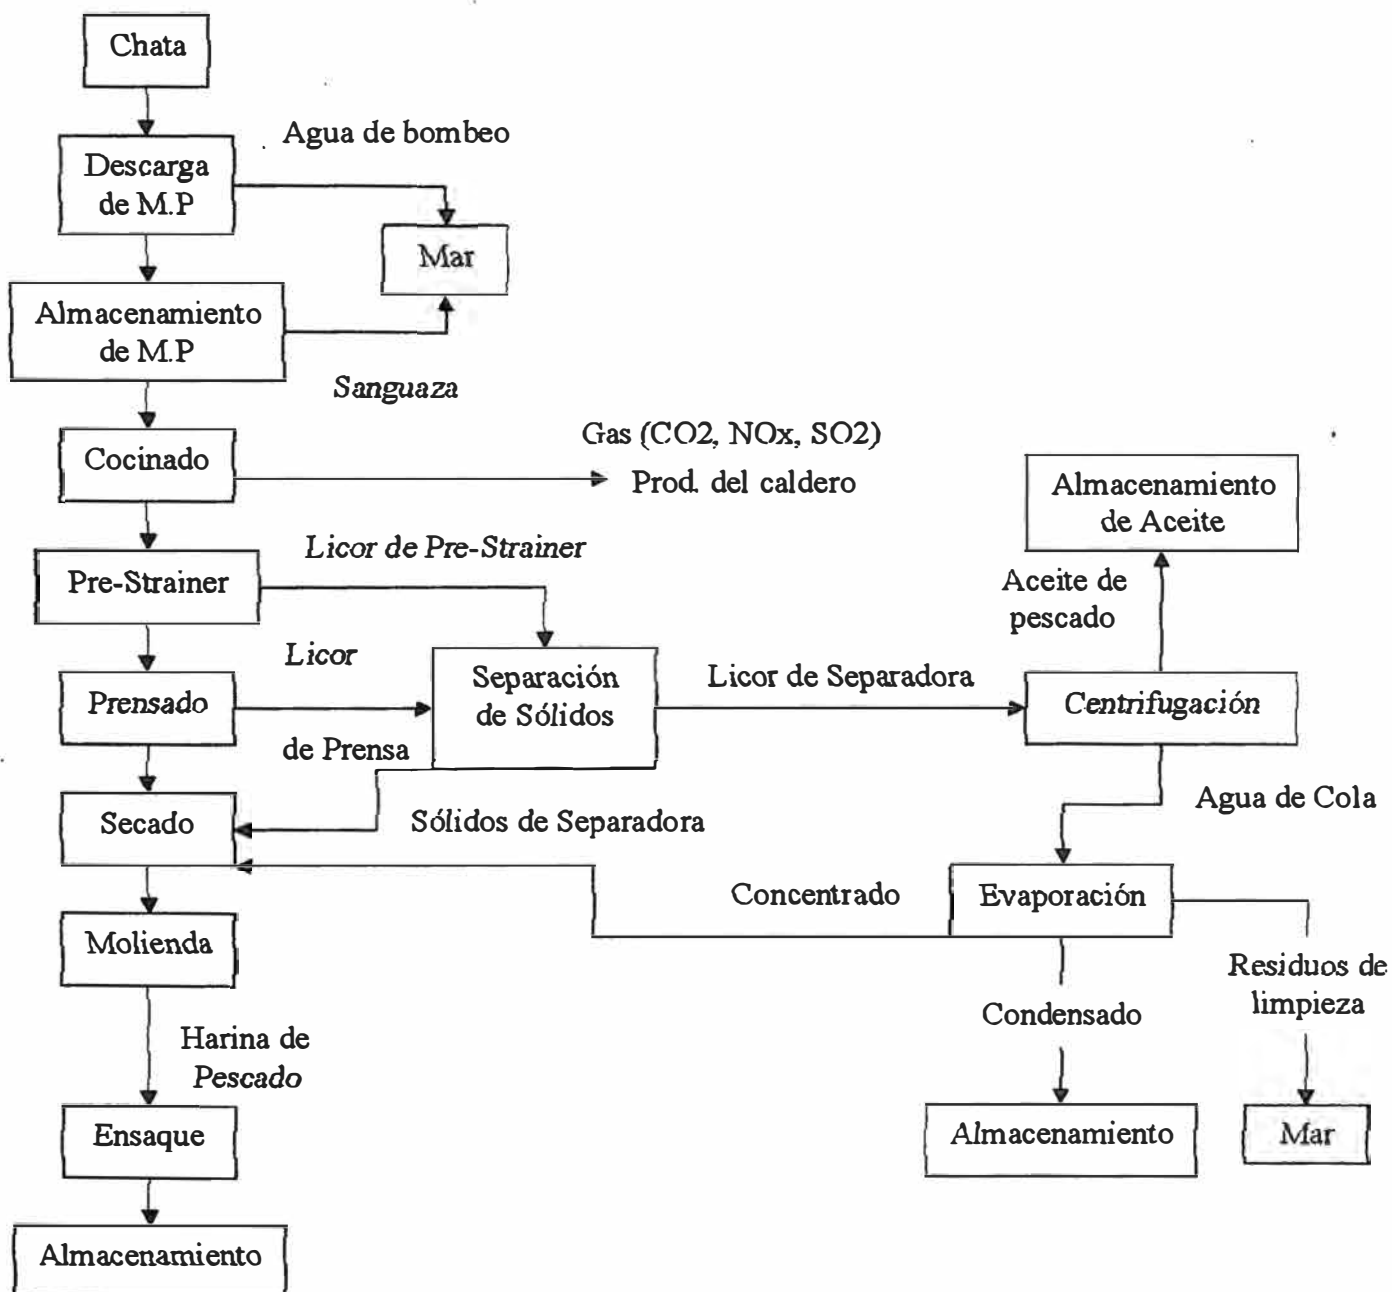 Chata
Agua de bombeo
Descarga
de M.P
Mar
Almacenamiento
de M.P
Sanguaza
Gas (CO2, NOx, SO2)
Cocinado
Prod. del caldero
Almacenamiento
de Aceite
Licor de Pre-Strainer
Pre-Strainer
Aceite de
pescado
Licor
Separación
de Sólidos
Licor de Separadora
Centrifugación
Prensado
de Prensa
Agua de Cola
Secado
Sólidos de Separadora
Concentrado
Evaporación
Molienda
Residuos de
limpieza
Condensado
Harina de
Pescado
Ensaque
Almacenamiento
Mar
Almacenamiento